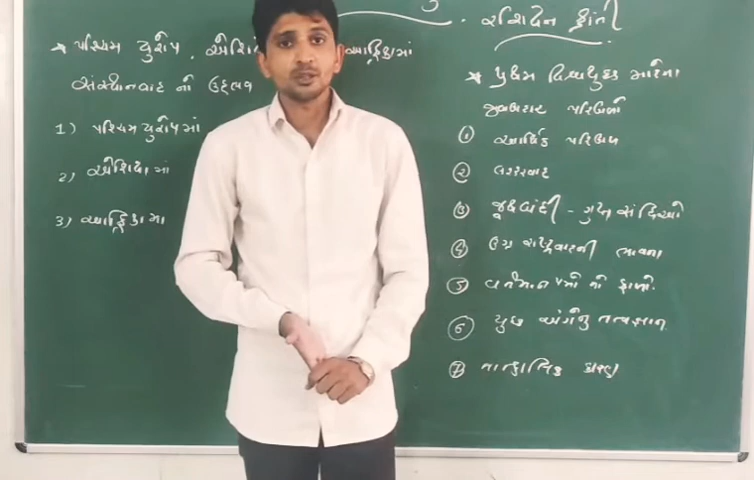 રશિયન ક્રાંતી
* પશ્ચિમ યુરોપ, એશિ આફ્રિકામાં
સંસ્થાનવાદ નો ઉદ્દભવ
1) પશ્ચિમ યુરોપમાં
2) એશિયામાં
3) આફ્રિકામા
* પ્રથમ વિશ્વયુદ્ધ માટેના
જવાબદાર પરિબળો
① આર્થિક પરિબળ
② લશ્કરવાદ
③ જૂથબંધી - ગુપ્ત સંધિઓ
④ ઉગ્ર રાષ્ટ્રવાદની ભાવના
⑤ વર્તમાનપત્રો નો ફાળો.
⑥ યુદ્ધ અંગેનુ તત્વજ્ઞાન
⑦ તાત્કાલિક કારણ